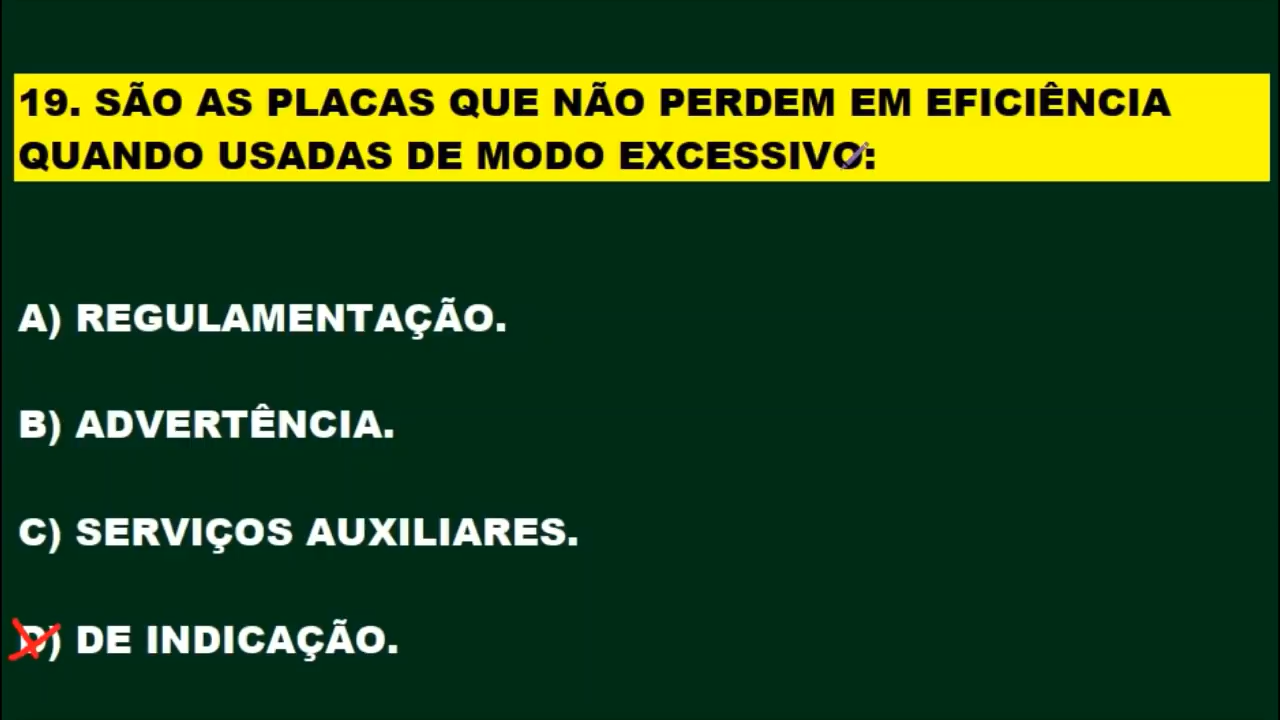 19. SÃO AS PLACAS QUE NÃO PERDEM EM EFICIÊNCIA
QUANDO USADAS DE MODO EXCESSIVO:
A) REGULAMENTAÇÃO.
B) ADVERTÊNCIA.
C) SERVIÇOS AUXILIARES.
D) DE INDICAÇÃO.